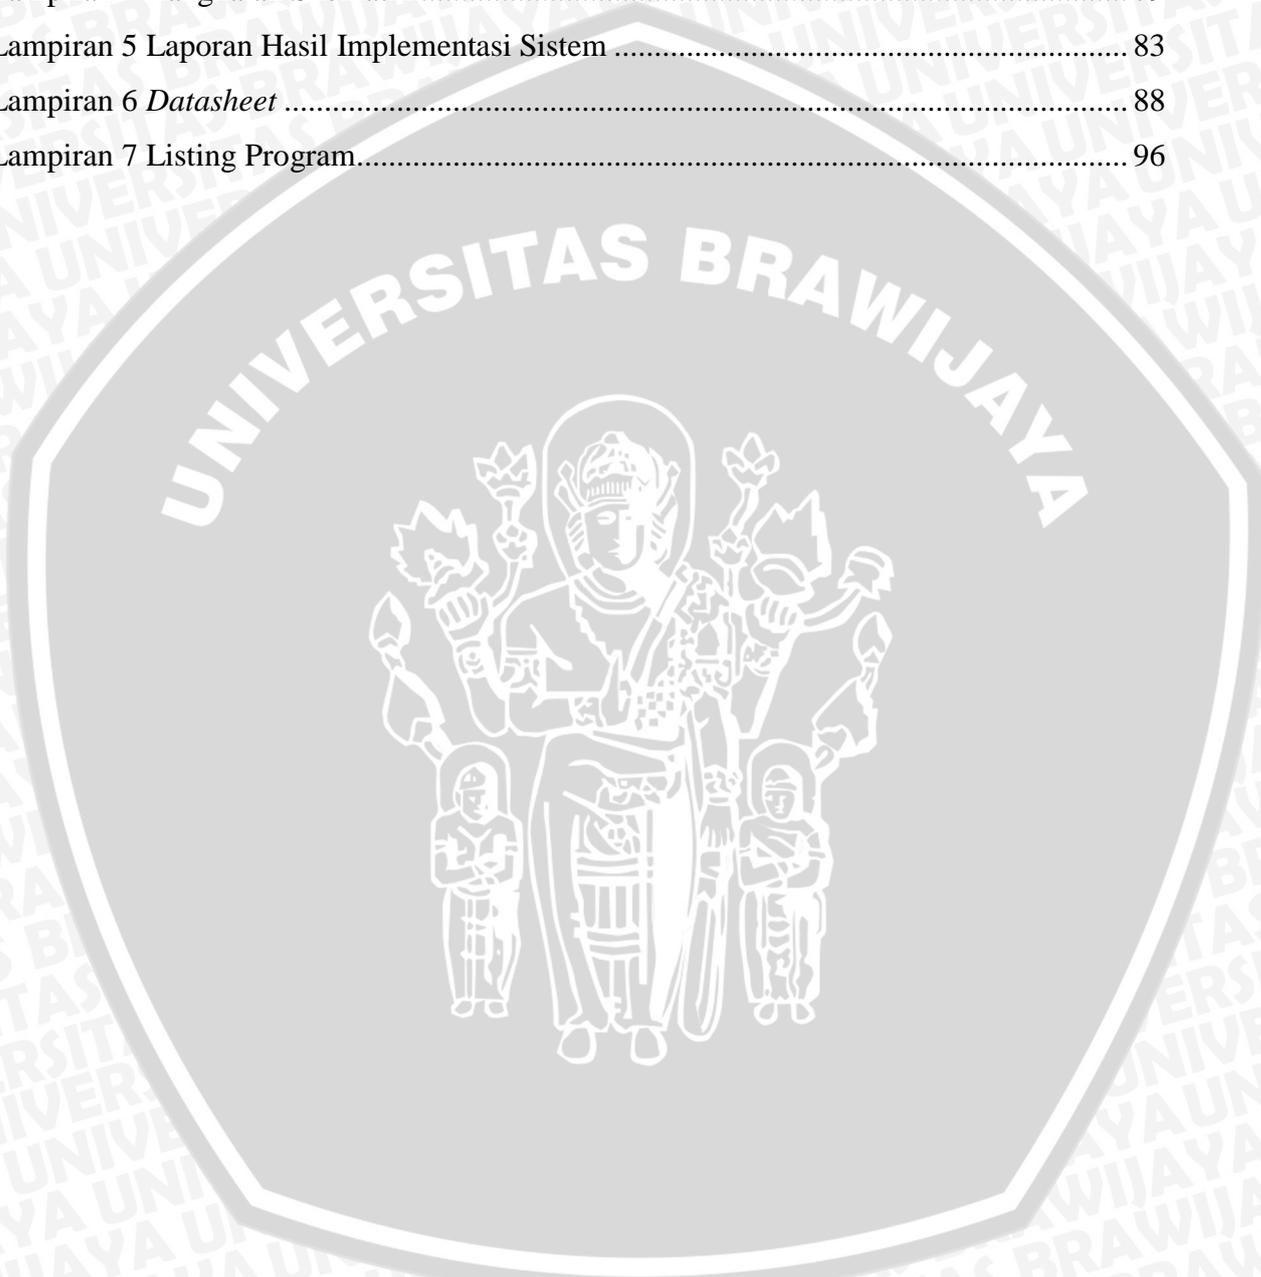 Lampiran 5 Laporan Hasil Implementasi Sistem ................................................................ 83
Lampiran 6 Datasheet ......................................................................................................... 88
Lampiran 7 Listing Program................................................................................................ 96
UNIVERSITAS BRAWIJAYA